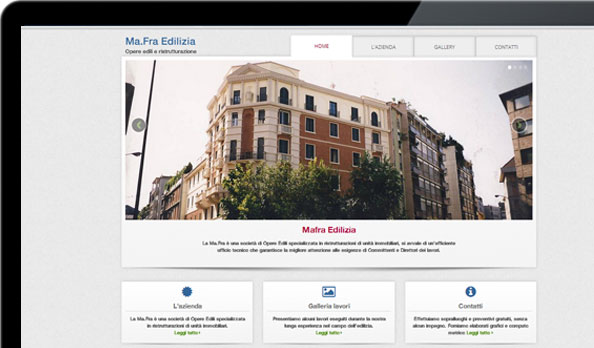 Ma.Fra Edilizia
Opere edili e ristrutturazione
HOME
L'AZIENDA
GALLERY
CONTATTI
Mafra Edilizia
La Ma.Fra è una società di Opere Edili specializzata in ristrutturazioni di unità immobiliari, si avvale di un'efficiente
ufficio tecnico che garantisce la migliore attenzione alle esigenze di Committenti e Direttori dei lavori.
L'azienda
La Ma.Fra è una società di Opere Edili specializzata
in ristrutturazioni di unità immobiliari.
Leggi tutto
Galleria lavori
Presentiamo alcuni lavori eseguiti durante la nostra
lunga esperienza nel campo dell'edilizia.
Leggi tutto
Contatti
Effettuiamo sopralluoghi e preventivi gratuiti, senza
alcun impegno. Forniamo elaborati grafici e computo
metrico Leggi tutto